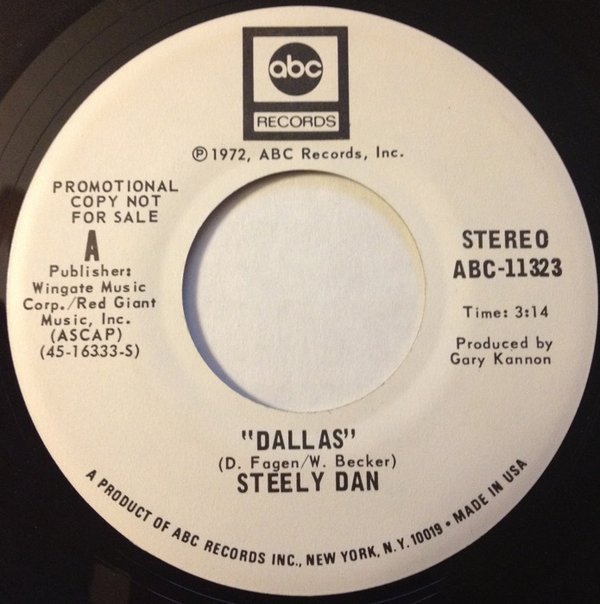 abc
RECORDS
Ⓟ1972, ABC Records, Inc.
PROMOTIONAL
COPY NOT
FOR SALE
A
Publisher:
Wingate Music
Corp./Red Giant
Music, Inc.
(ASCAP)
(45-16333-S)
STEREO
ABC-11323
Time: 3:14
Produced by
Gary Kannon
"DALLAS"
(D. Fagen/W. Becker)
STEELY DAN
A PRODUCT OF ABC RECORDS INC., NEW YORK, N.Y. 10019 • MADE IN USA